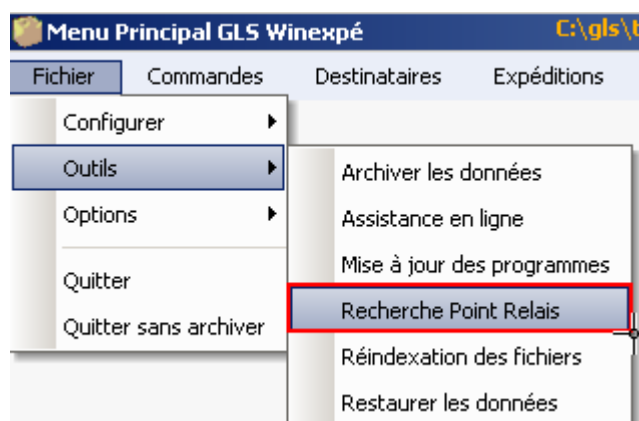 Menu Principal GLS Winexpé C:\gls\t
Fichier Commandes Destinataires Expéditions
Configurer
Outils
Options
Quitter
Quitter sans archiver
Archiver les données
Assistance en ligne
Mise à jour des programmes
Recherche Point Relais
Réindexation des fichiers
Restaurer les données